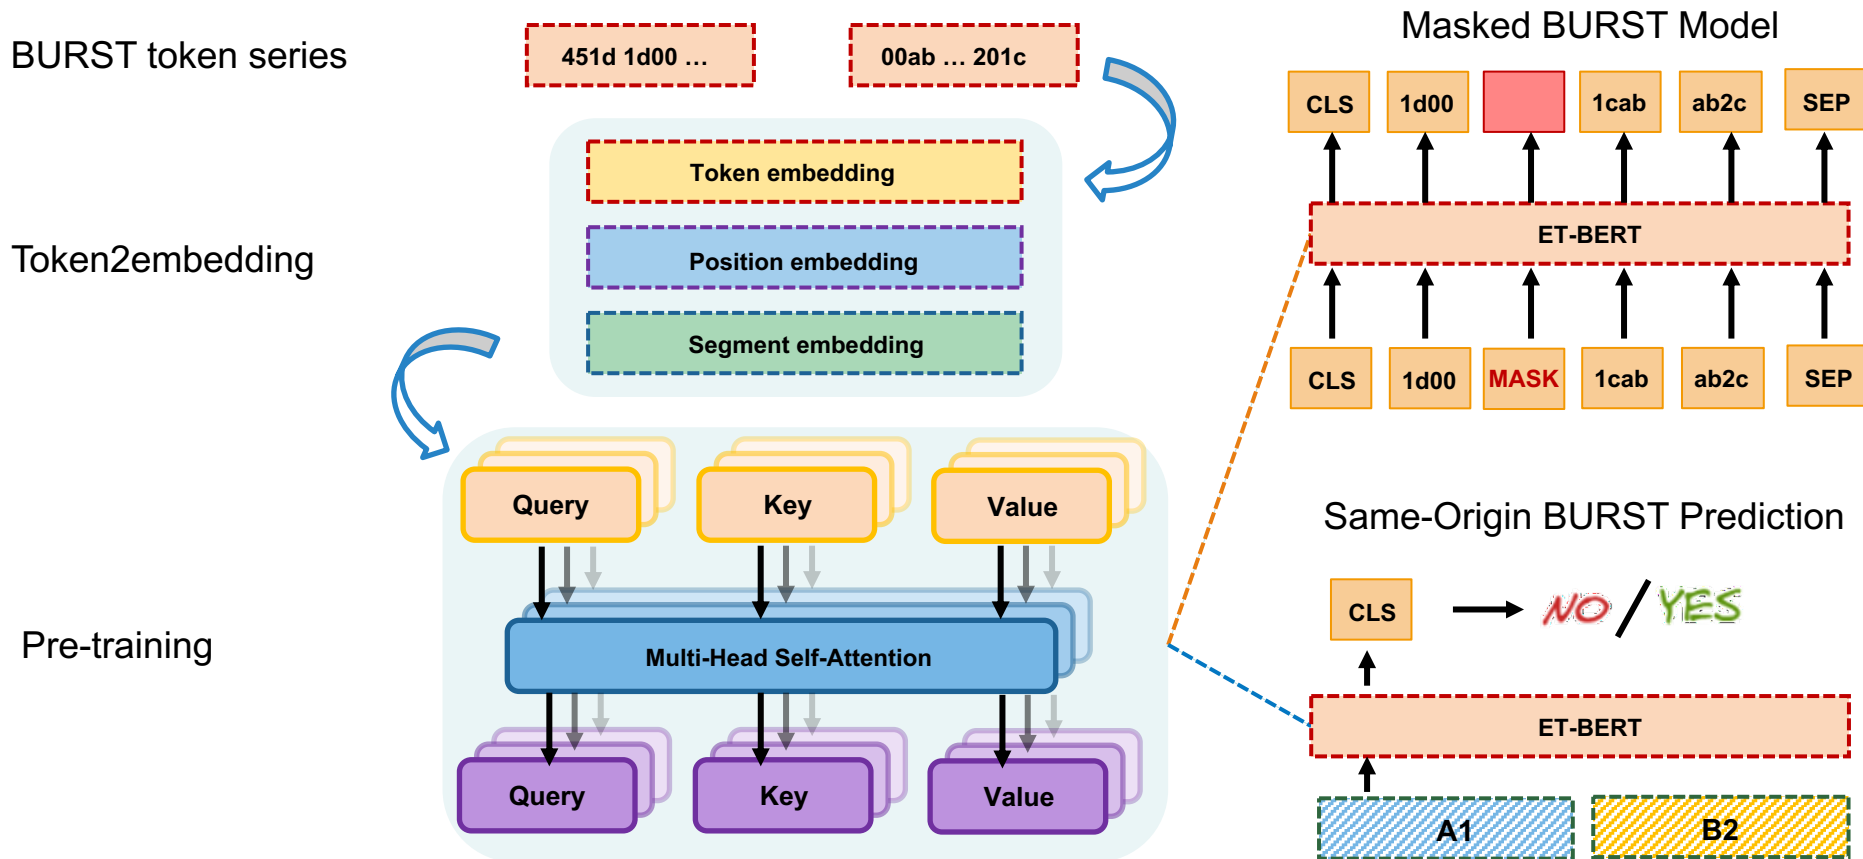 BURST token series
451d 1d00 ...
00ab ... 201c
Token embedding
Token2embedding
Position embedding
Segment embedding
Query
Key
Value
Pre-training
Multi-Head Self-Attention
Query
Key
Value
Masked BURST Model
CLS
1d00
1cab
ab2c
SEP
ET-BERT
CLS
1d00
MASK
1cab
ab2c
SEP
Same-Origin BURST Prediction
CLS
NO / YES
ET-BERT
A1
B2